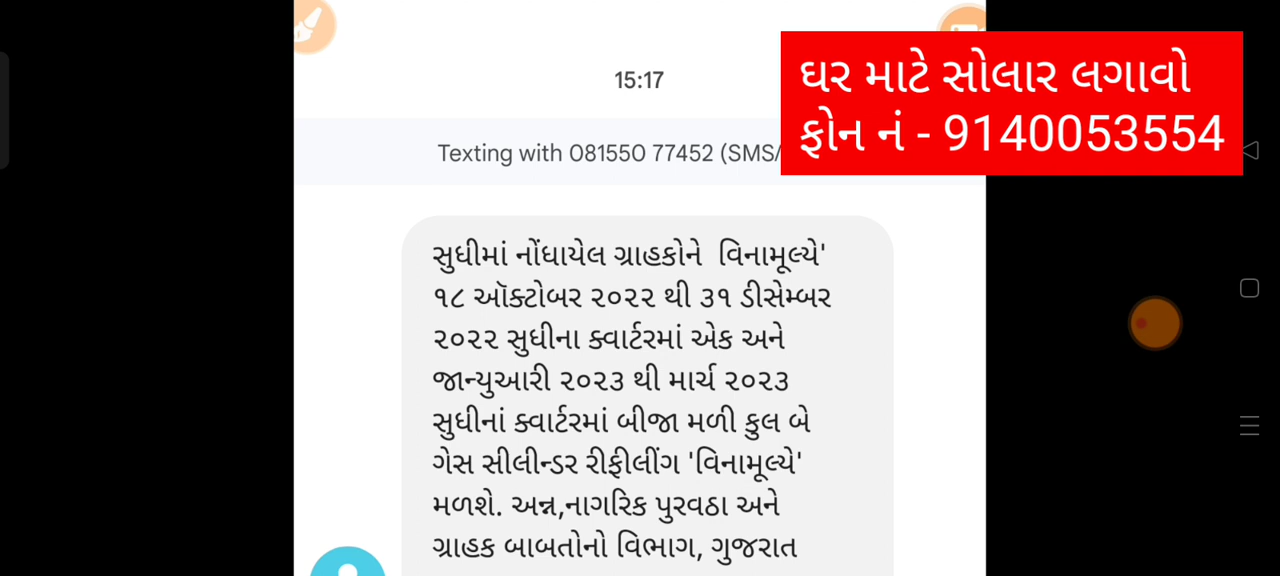 15:17
ઘર માટે સોલાર લગાવો
ફોન નં - 9140053554
Texting with 081550 77452 (SMS/
સુધીમાં નોંધાયેલ ગ્રાહકોને વિનામૂલ્યે'
૧૮ ઑક્ટોબર ૨૦૨૨ થી ૩૧ ડીસેમ્બર
૨૦૨૨ સુધીના ક્વાર્ટરમાં એક અને
જાન્યુઆરી ૨૦૨૩ થી માર્ચ ૨૦૨૩
સુધીનાં ક્વાર્ટરમાં બીજા મળી કુલ બે
ગેસ સીલીન્ડર રીફીલીંગ 'વિનામૂલ્યે'
મળશે. અન્ન,નાગરિક પુરવઠા અને
ગ્રાહક બાબતોનો વિભાગ, ગુજરાત